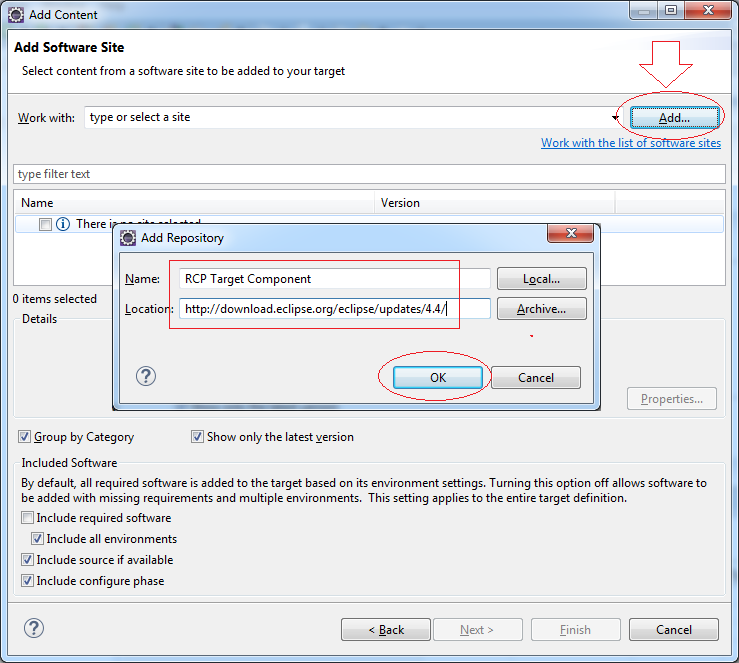 Add Content
Add Software Site
Select content from a software site to be added to your target
Work with: type or select a site Add...
Work with the list of software sites
type filter text
Name Version
There is no site selected
Add Repository
Name: RCP Target Component Local...
Location: http://download.eclipse.org/eclipse/updates/4.4/ Archive...
OK Cancel
0 items selected
Details
Properties...
Group by Category Show only the latest version
Included Software
By default, all required software is added to the target based on its environment settings. Turning this option off allows software to
be added with missing requirements and multiple environments. This setting applies to the entire target definition.
Include required software
Include all environments
Include source if available
Include configure phase
< Back Next > Finish Cancel